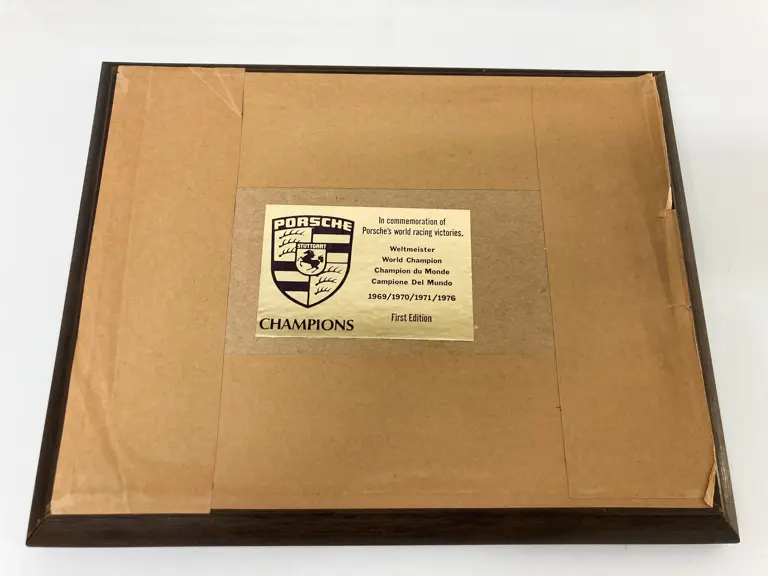 PORSCHE
STUTTGART
CHAMPIONS
In commemoration of
Porsche's world racing victories.
Weltmeister
World Champion
Champion du Monde
Campione Del Mundo
1969/1970/1971/1976
First Edition